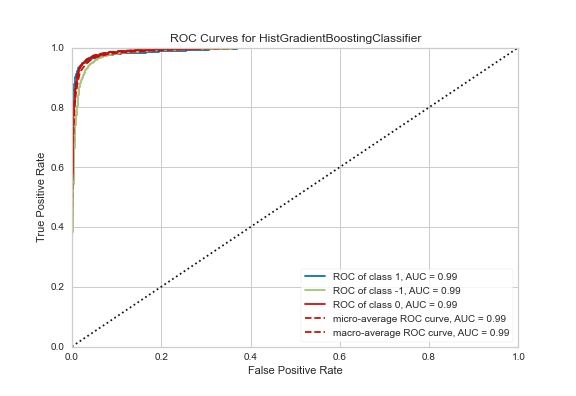 ROC Curves for HistGradientBoostingClassifier
1.0
0.8
0.6
0.4
0.2
0.0
True Positive Rate
0.0 0.2 0.4 0.6 0.8 1.0
False Positive Rate
ROC of class 1, AUC = 0.99
ROC of class -1, AUC = 0.99
ROC of class 0, AUC = 0.99
micro-average ROC curve, AUC = 0.99
macro-average ROC curve, AUC = 0.99